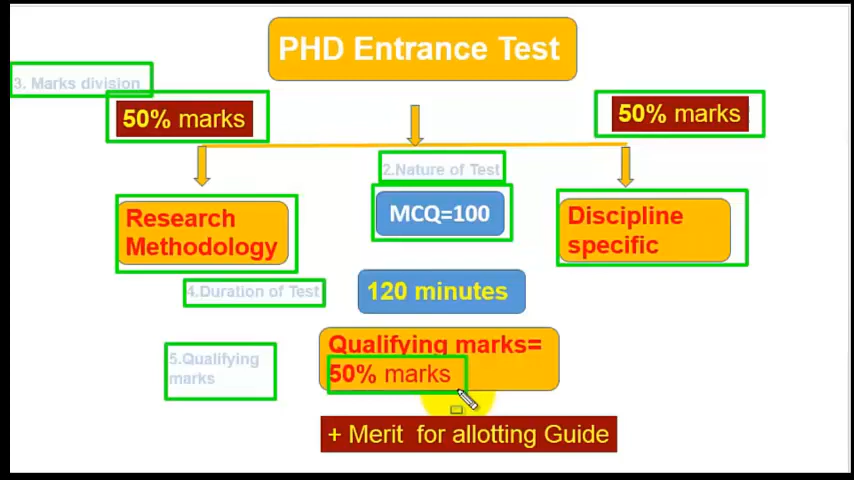 PHD Entrance Test
3. Marks division
50% marks
50% marks
2.Nature of Test
MCQ=100
Research
Methodology
Discipline
specific
4.Duration of Test
120 minutes
5.Qualifying
marks
Qualifying marks=
50% marks
+ Merit for allotting Guide